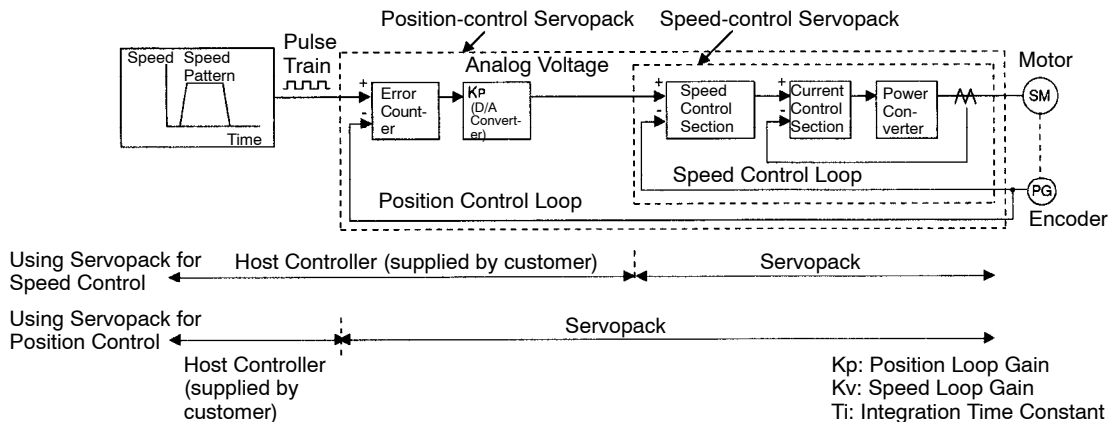 Position-control Servopack
Speed-control Servopack
Speed Speed
Pattern
Time
Pulse
Train
Analog Voltage
Motor
+
-
Error
Count-
er
Kp
(D/A
Convert-
er)
+
-
Speed
Control
Section
+
-
Current
Control
Section
Power
Con-
verter
SM
Speed Control Loop
PG
Position Control Loop
Encoder
Using Servopack for
Speed Control
Host Controller (supplied by customer)
Servopack
Using Servopack for
Position Control
Servopack
Host Controller
(supplied by
customer)
Kp: Position Loop Gain
Kv: Speed Loop Gain
Ti: Integration Time Constant